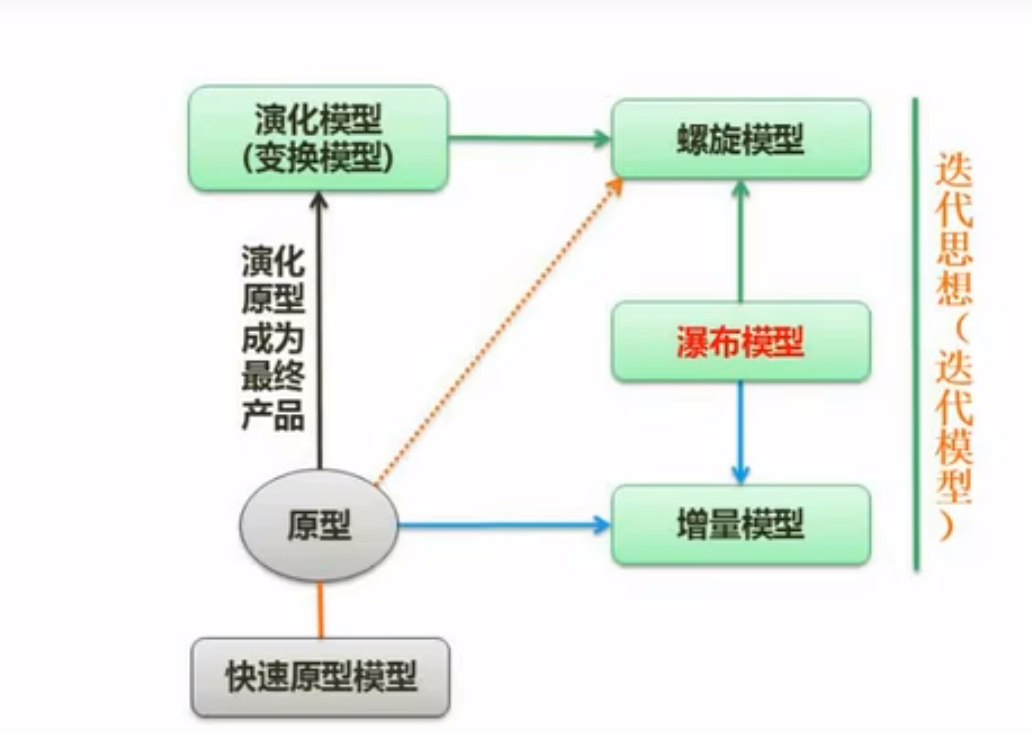 演化模型
(变换模型)
螺旋模型
演化
原型
成为
最终
产品
瀑布模型
原型
增量模型
快速原型模型
迭代思想(迭代模型)